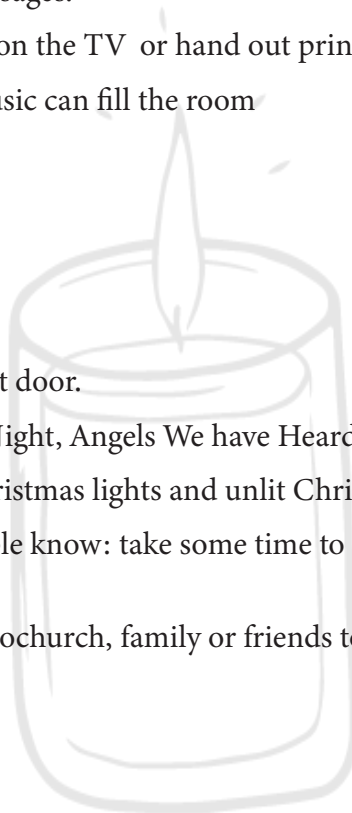 on the TV or hand out prin
usic can fill the room
t door.
Night, Angels We have Heard
ristmas lights and unlit Chri
le know: take some time to
ochurch, family or friends to